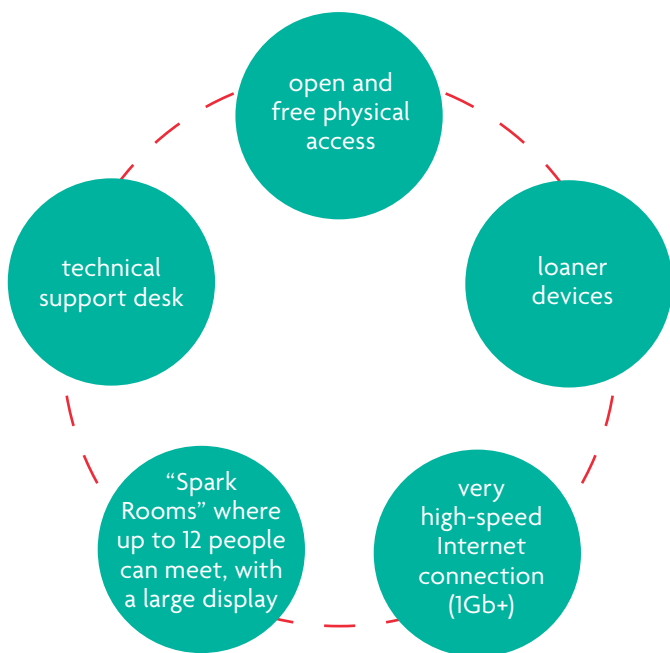 open and
free physical
access
loaner
devices
very
high-speed
Internet
connection
(1Gb+)
“Spark
Rooms” where
up to 12 people
can meet, with
a large display
technical
support desk